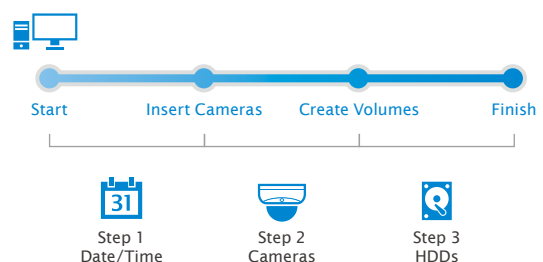 Start Insert Cameras Create Volumes Finish
31
Step 1 Step 2 Step 3
Date/Time Cameras HDDs